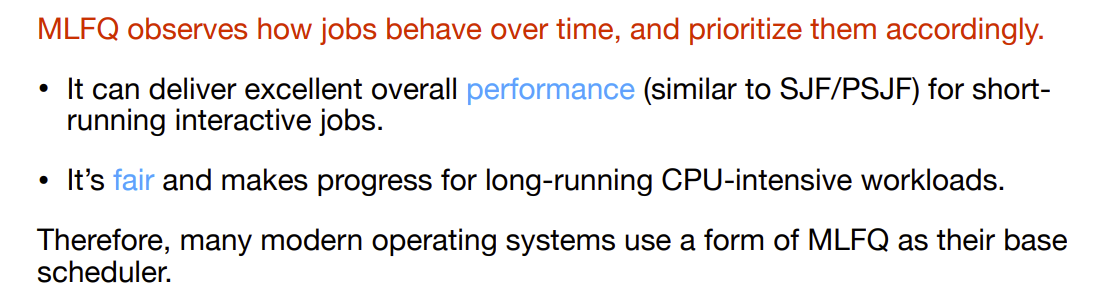 MLFQ observes how jobs behave over time, and prioritize them accordingly.
• It can deliver excellent overall performance (similar to SJF/PSJF) for short-
running interactive jobs.
• It’s fair and makes progress for long-running CPU-intensive workloads.
Therefore, many modern operating systems use a form of MLFQ as their base
scheduler.